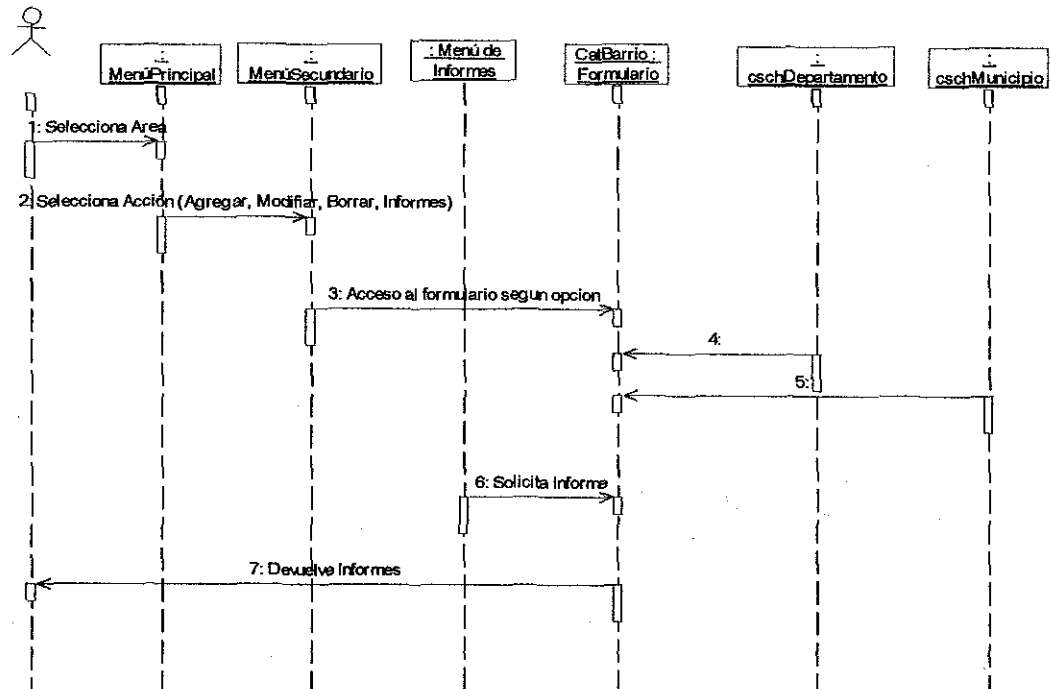 : Menú de
Informes
CatBarrio :
Formulario
:
MenúPrincipal
:
MenúSecundario
:
cschDepartamento
:
cschMunicipio
1: Selecciona Area
2: Selecciona Acción (Agregar, Modifiar, Borrar, Informes)
3: Acceso al formulario segun opcion
4:
5:
6: Solicita Informe
7: Devuelve Informes